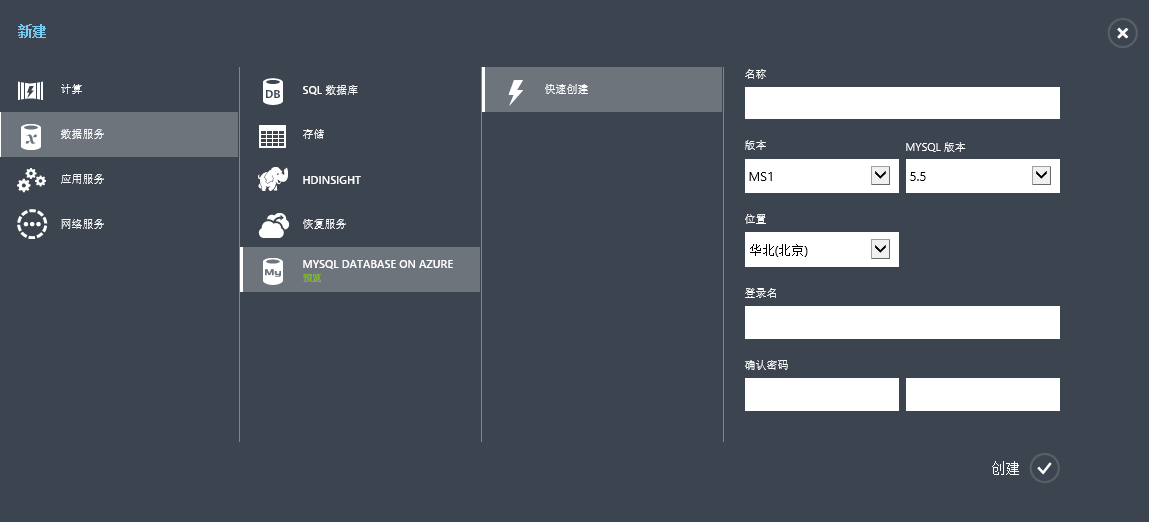 新建
计算
数据服务
应用服务
网络服务
DB
SQL 数据库
存储
HDINSIGHT
恢复服务
My
MYSQL DATABASE ON AZURE
预览
快速创建
名称
版本
MYSQL 版本
MS1
5.5
位置
华北(北京)
登录名
确认密码
创建